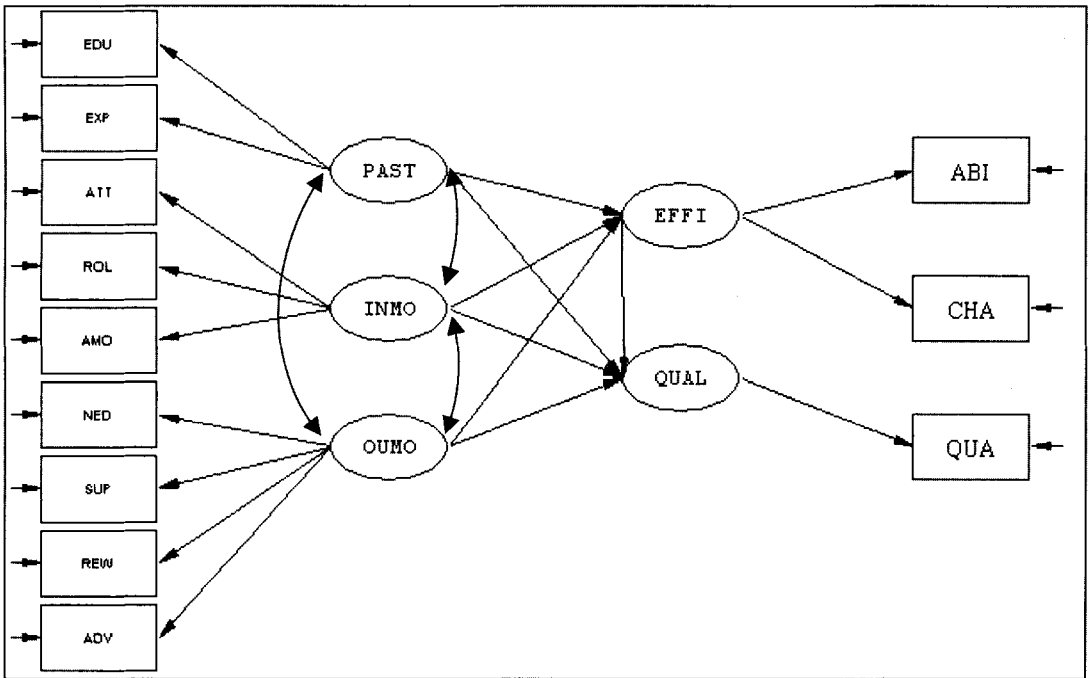 EDU
EXP
ATT
ROL
AMO
NED
SUP
REW
ADV
PAST
INMO
OUMO
EFFI
QUAL
ABI
CHA
QUA